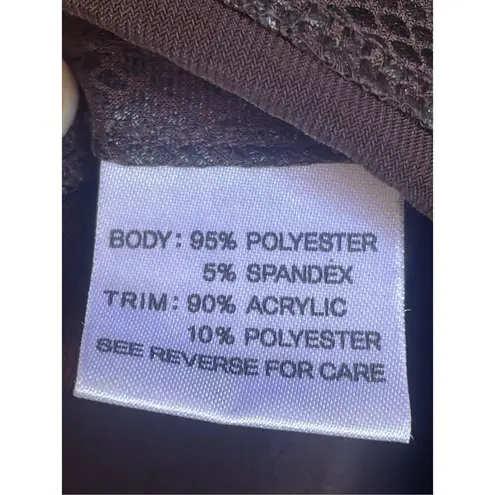 BODY: 95% POLYESTER
5% SPANDEX
TRIM: 90% ACRYLIC
10% POLYESTER
SEE REVERSE FOR CARE